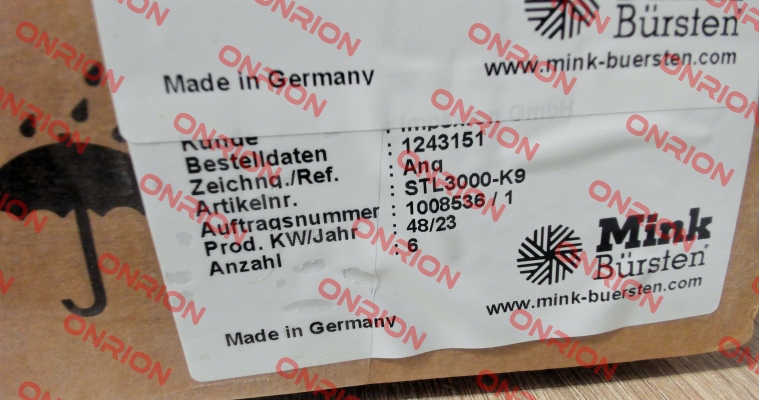 Bürsten
www.mink-buersten.com
Made in Germany
Kunde :
Bestelldaten : 1243151
Zeichng./Ref. : Ang
Artikelnr. : STL3000-K9
Auftragsnummer : 1008536 / 1
Prod. KW/Jahr : 48/23
Anzahl : 6
Mink
Bürsten
www.mink-buersten.com
Made in Germany
ONRION